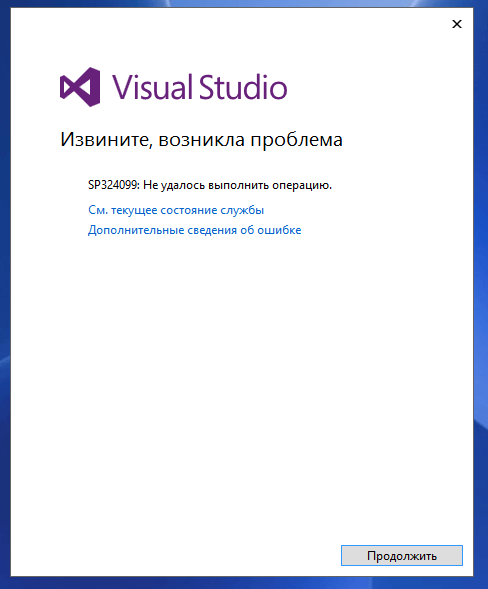 Visual Studio
Извините, возникла проблема
SP324099: Не удалось выполнить операцию.
См. текущее состояние службы
Дополнительные сведения об ошибке
Продолжить